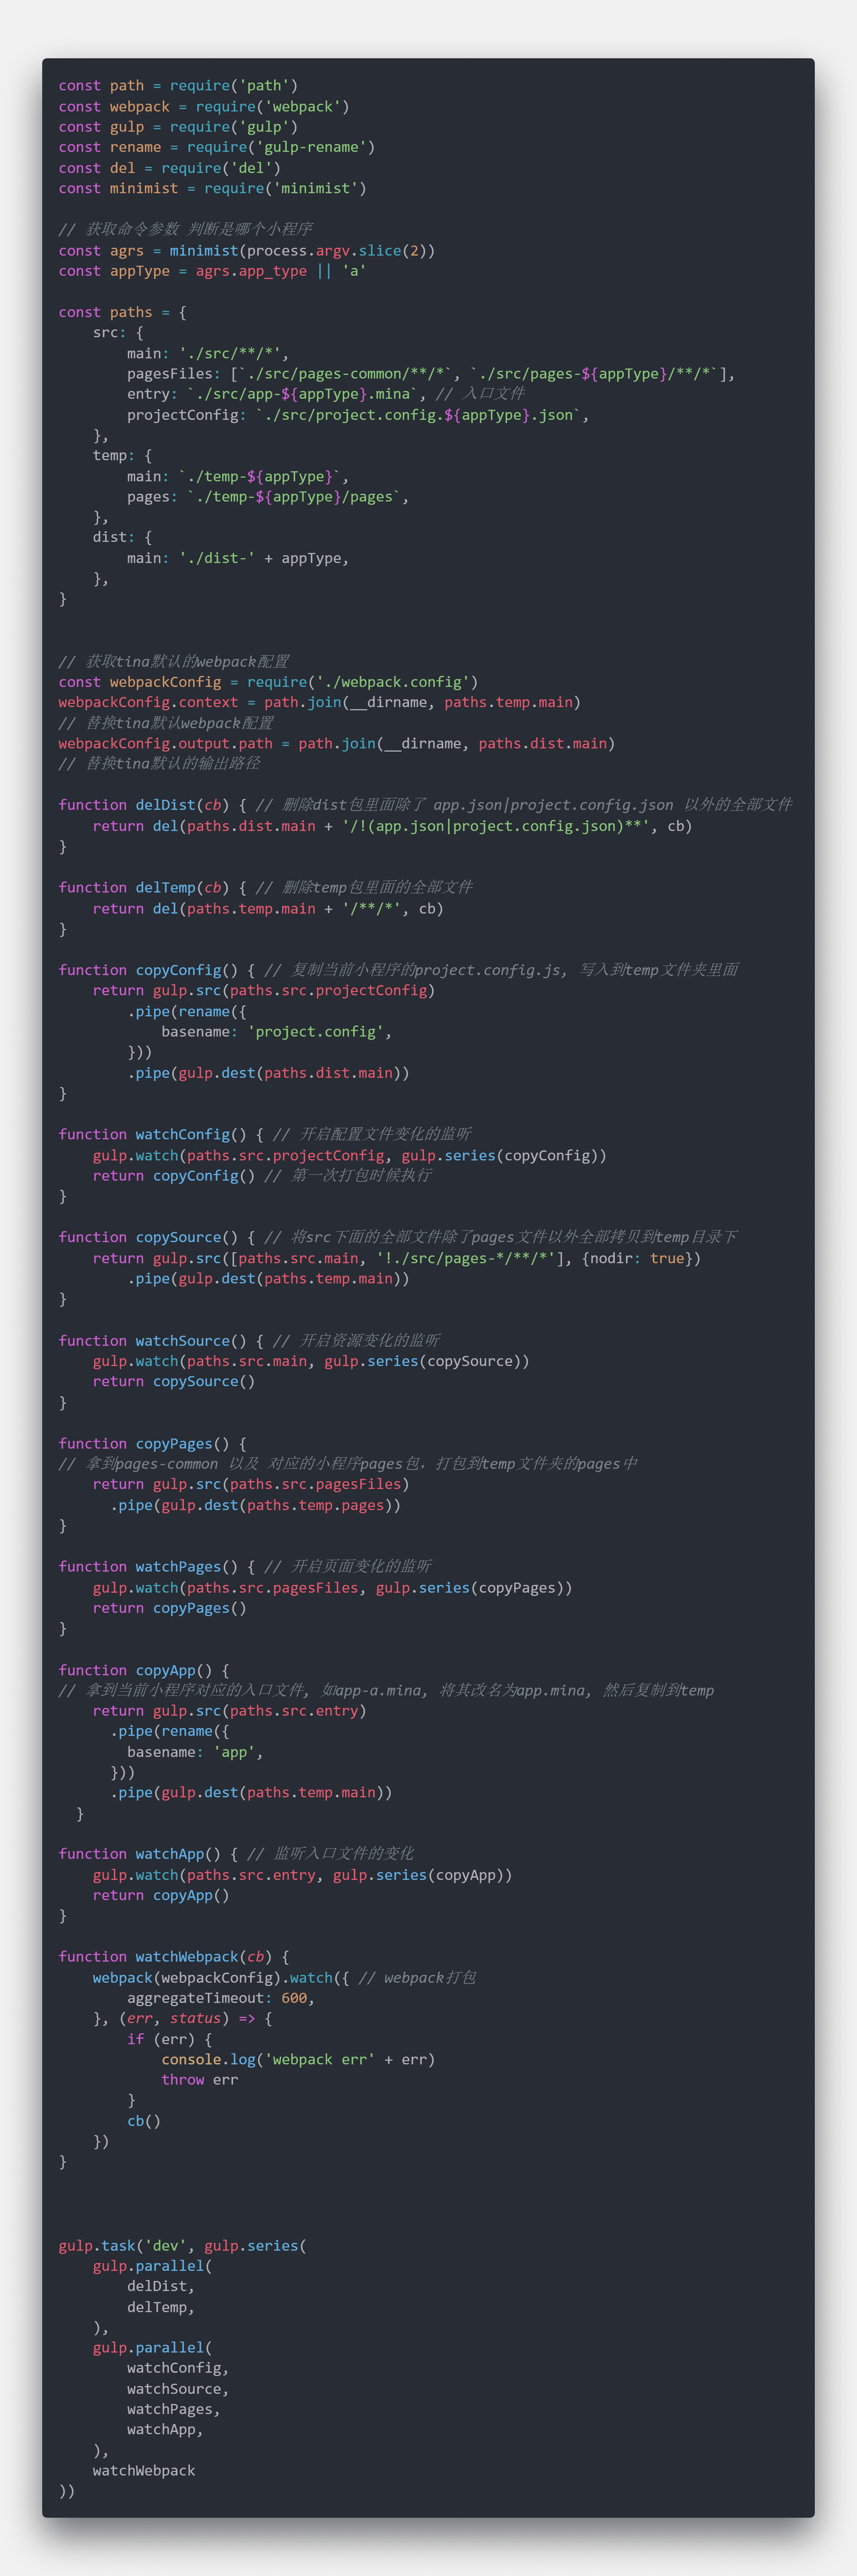 const path = require('path')
const webpack = require('webpack')
const gulp = require('gulp')
const rename = require('gulp-rename')
const del = require('del')
const minimist = require('minimist')
// 获取命令参数 判断是哪个小程序
const agrs = minimist(process.argv.slice(2))
const appType = agrs.app_type || 'a'
const paths = {
    src: {
        main: './src/**/*',
        pagesFiles: [`./src/pages-common/**/*`, `./src/pages-${appType}/**/*`],
        entry: `./src/app-${appType}.mina`, // 入口文件
        projectConfig: `./src/project.config.${appType}.json`,
    },
    temp: {
        main: `./temp-${appType}`,
        pages: `./temp-${appType}/pages`,
    },
    dist: {
        main: './dist-' + appType,
    },
}
// 获取tina默认的webpack配置
const webpackConfig = require('./webpack.config')
webpackConfig.context = path.join(__dirname, paths.temp.main)
// 替换tina默认webpack配置
webpackConfig.output.path = path.join(__dirname, paths.dist.main)
// 替换tina默认的输出路径
function delDist(cb) { // 删除dist包里面除了 app.json|project.config.json 以外的全部文件
    return del(paths.dist.main + '/!(app.json|project.config.json)**', cb)
}
function delTemp(cb) { // 删除temp包里面的全部文件
    return del(paths.temp.main + '/**/*', cb)
}
function copyConfig() { // 复制当前小程序的project.config.js, 写入到temp文件夹里面
    return gulp.src(paths.src.projectConfig)
        .pipe(rename({
            basename: 'project.config',
        }))
        .pipe(gulp.dest(paths.dist.main))
}
function watchConfig() { // 开启配置文件变化的监听
    gulp.watch(paths.src.projectConfig, gulp.series(copyConfig))
    return copyConfig() // 第一次打包时候执行
}
function copySource() { // 将src下面的全部文件除了pages文件以外全部拷贝到temp目录下
    return gulp.src([paths.src.main, '!./src/pages-*/**/*'], {nodir: true})
        .pipe(gulp.dest(paths.temp.main))
}
function watchSource() { // 开启资源变化的监听
    gulp.watch(paths.src.main, gulp.series(copySource))
    return copySource()
}
function copyPages() {
// 拿到pages-common 以及 对应的小程序pages包，打包到temp文件夹的pages中
    return gulp.src(paths.src.pagesFiles)
      .pipe(gulp.dest(paths.temp.pages))
}
function watchPages() { // 开启页面变化的监听
    gulp.watch(paths.src.pagesFiles, gulp.series(copyPages))
    return copyPages()
}
function copyApp() {
// 拿到当前小程序对应的入口文件, 如app-a.mina, 将其改名为app.mina, 然后复制到temp
    return gulp.src(paths.src.entry)
      .pipe(rename({
        basename: 'app',
      }))
      .pipe(gulp.dest(paths.temp.main))
  }
function watchApp() { // 监听入口文件的变化
    gulp.watch(paths.src.entry, gulp.series(copyApp))
    return copyApp()
}
function watchWebpack(cb) {
    webpack(webpackConfig).watch({ // webpack打包
        aggregateTimeout: 600,
    }, (err, status) => {
        if (err) {
            console.log('webpack err' + err)
            throw err
        }
        cb()
    })
}
gulp.task('dev', gulp.series(
    gulp.parallel(
        delDist,
        delTemp,
    ),
    gulp.parallel(
        watchConfig,
        watchSource,
        watchPages,
        watchApp,
    ),
    watchWebpack
))